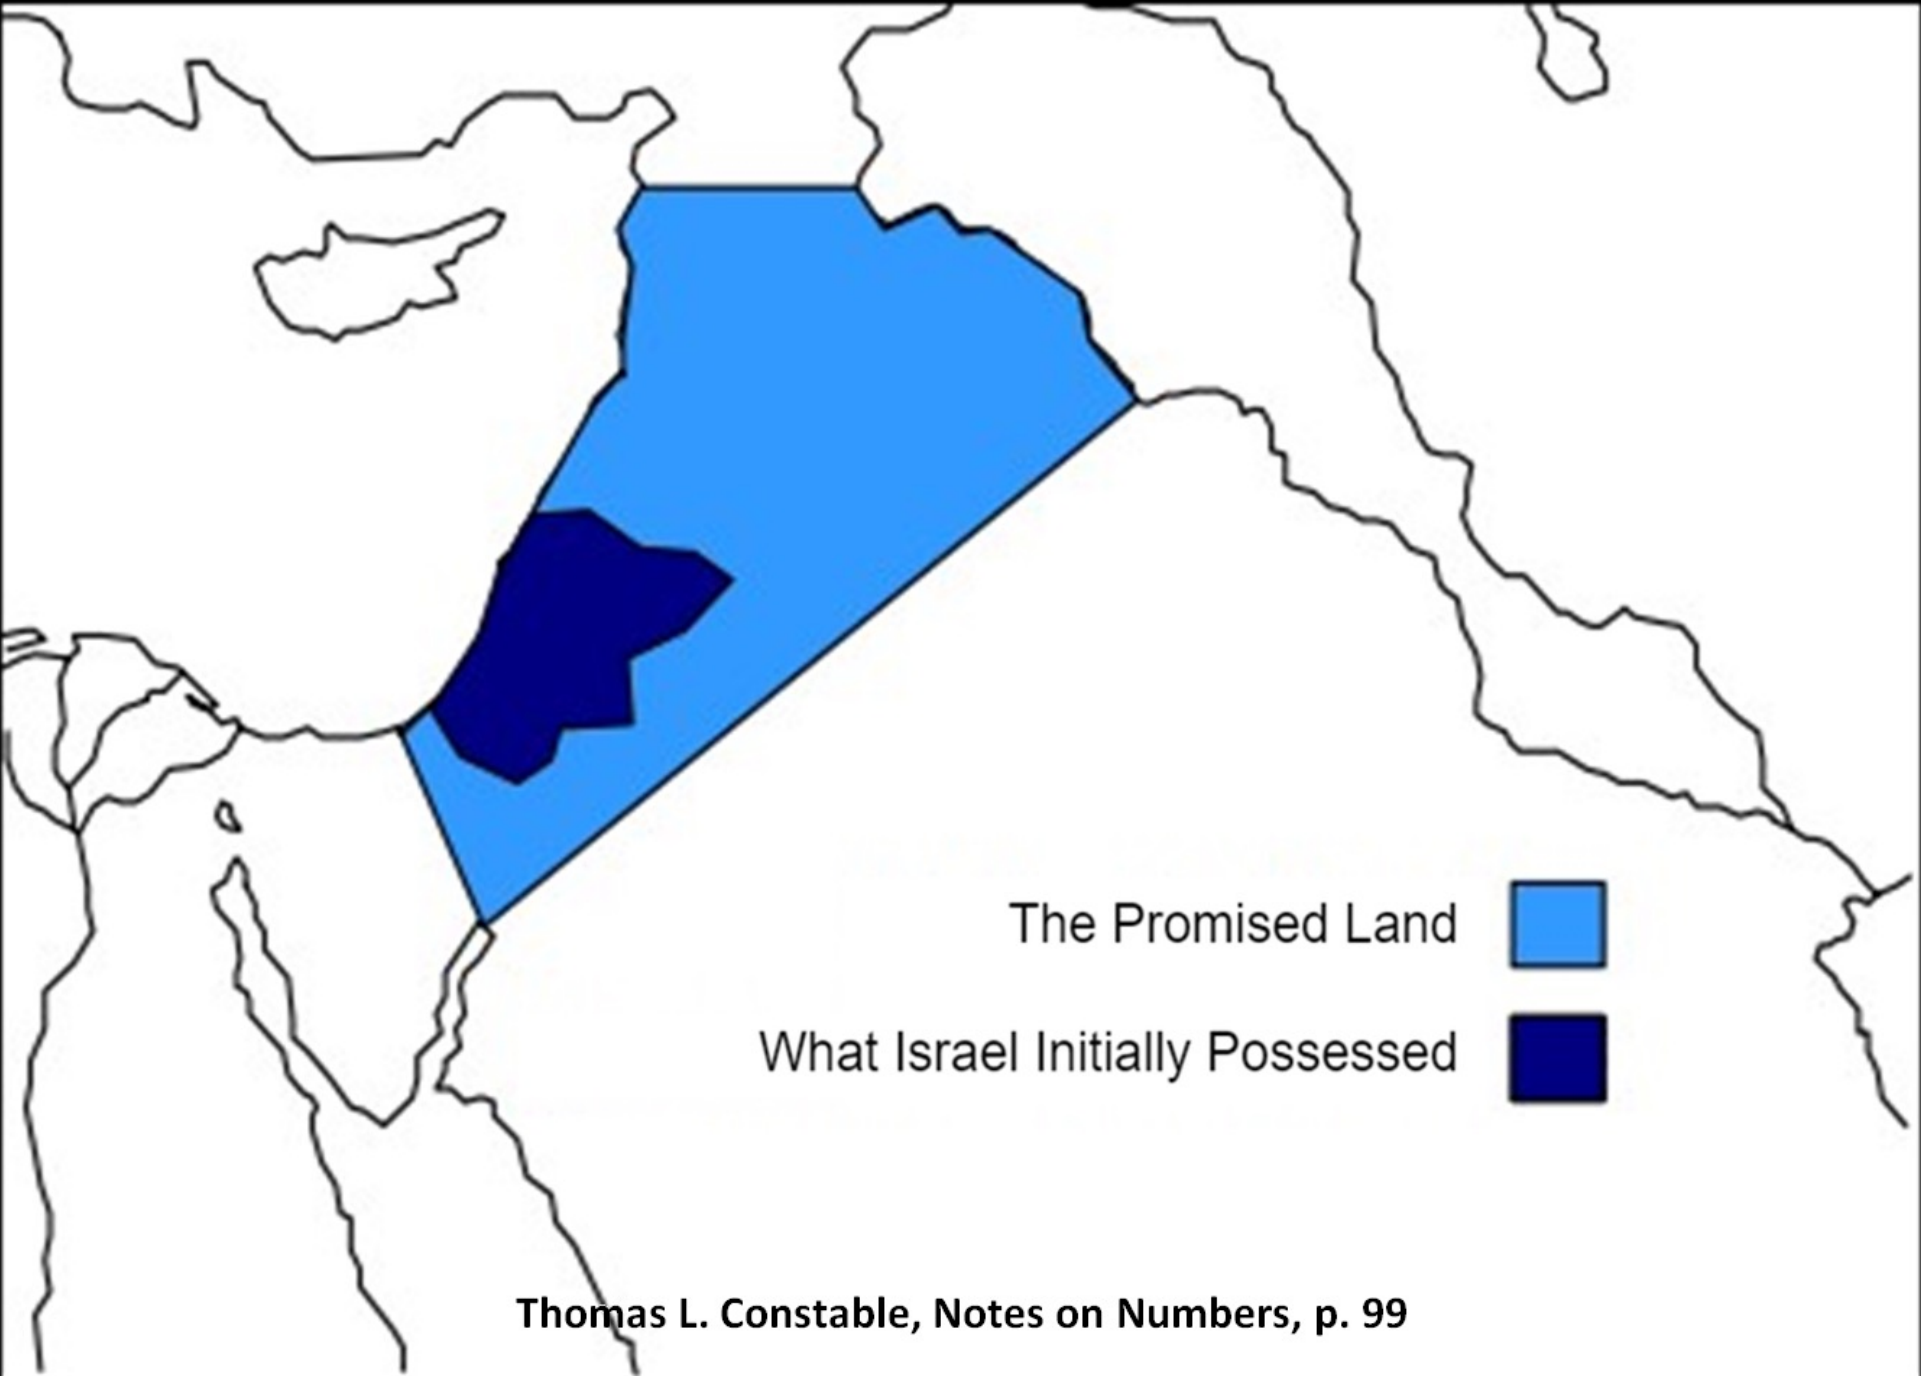 The Promised Land
What Israel Initially Possessed
Thomas L. Constable, Notes on Numbers, p. 99